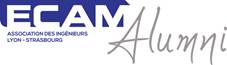 ECAM
ASSOCIATION DES INGÉNIEURS
LYON - STRASBOURG
Alumni